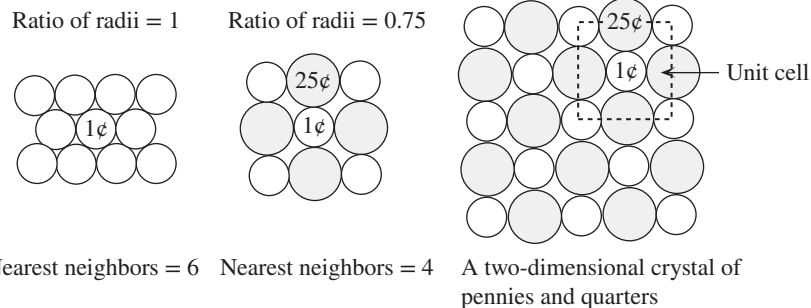 Ratio of radii = 1
Ratio of radii = 0.75
25¢
1¢
Unit cell
25¢
1¢
1¢
neighbors = 6
Nearest neighbors = 4
A two-dimensional crystal of
pennies and quarters